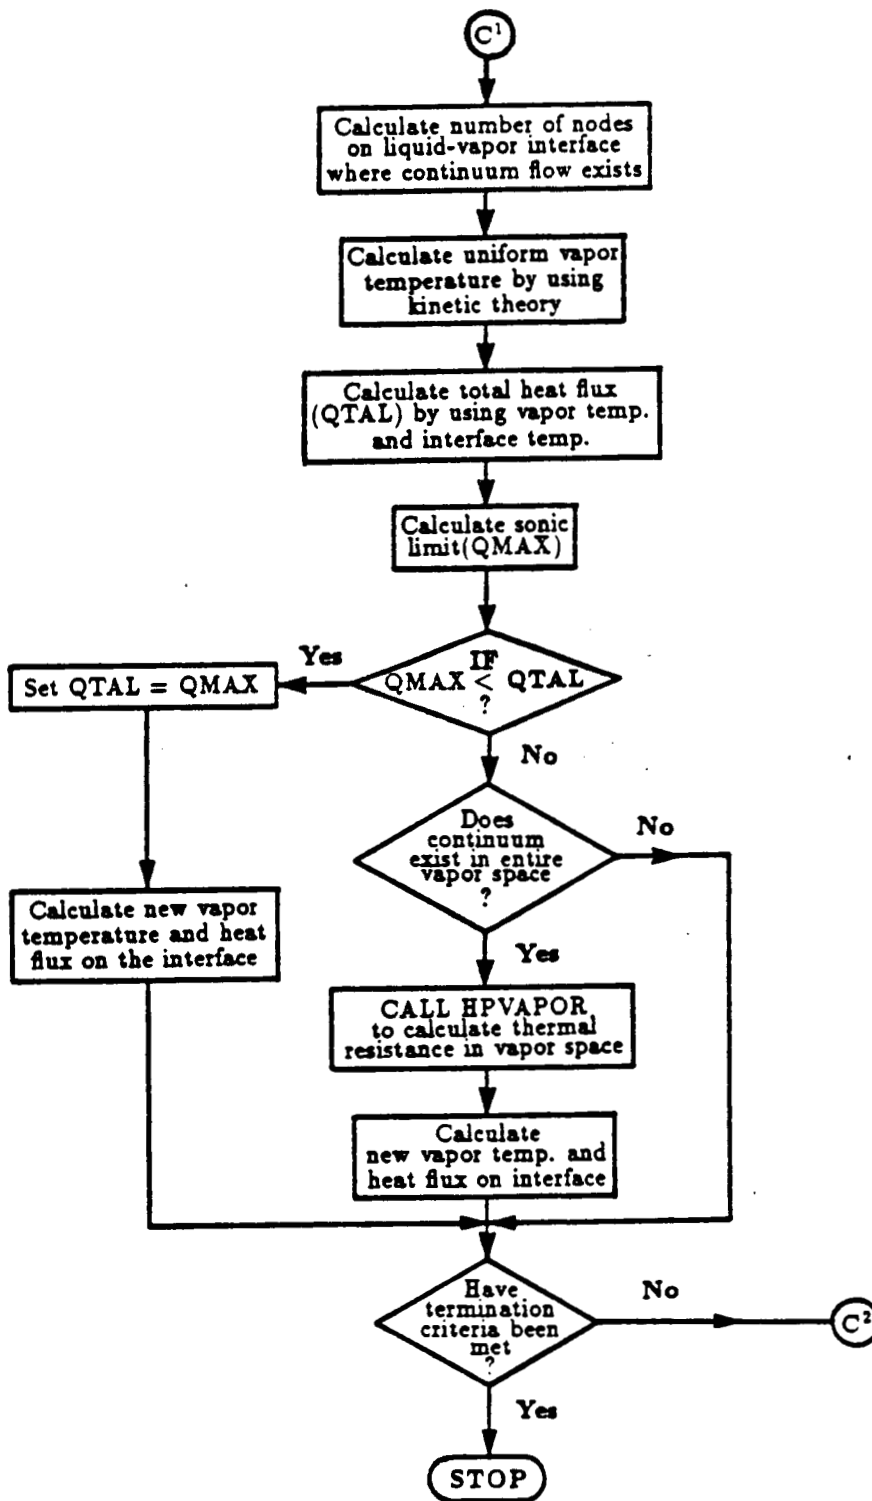 C1
Calculate number of nodes
on liquid-vapor interface
where continuum flow exists
Calculate uniform vapor
temperature by using
kinetic theory
Calculate total heat flux
(QTAL) by using vapor temp.
and interface temp.
Calculate sonic
limit(QMAX)
IF
QMAX < QTAL
?
Yes
Set QTAL = QMAX
No
Does
continuum
exist in entire
vapor space
?
No
Calculate new vapor
temperature and heat
flux on the interface
Yes
CALL HPVAPOR
to calculate thermal
resistance in vapor space
Calculate
new vapor temp. and
heat flux on interface
Have
termination
criteria been
met
?
No
C2
Yes
STOP